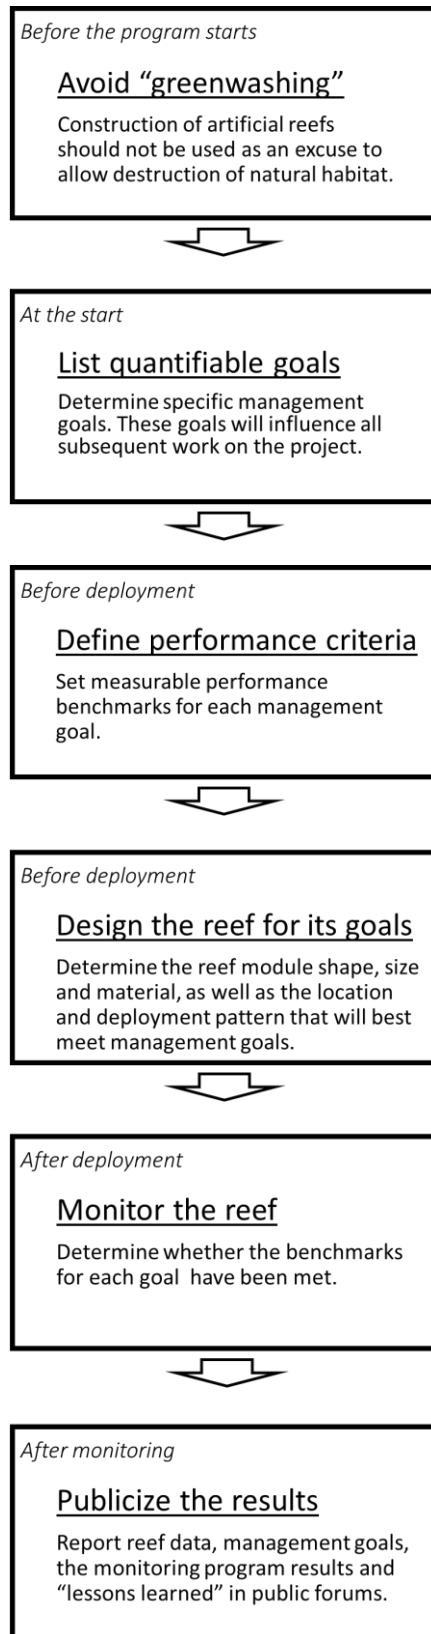 Before the program starts
Avoid “greenwashing”
Construction of artificial reefs
should not be used as an excuse to
allow destruction of natural habitat.
At the start
List quantifiable goals
Determine specific management
goals. These goals will influence all
subsequent work on the project.
Before deployment
Define performance criteria
Set measurable performance
benchmarks for each management
goal.
Before deployment
Design the reef for its goals
Determine the reef module shape, size
and material, as well as the location
and deployment pattern that will best
meet management goals.
After deployment
Monitor the reef
Determine whether the benchmarks
for each goal have been met.
After monitoring
Publicize the results
Report reef data, management goals,
the monitoring program results and
“lessons learned” in public forums.